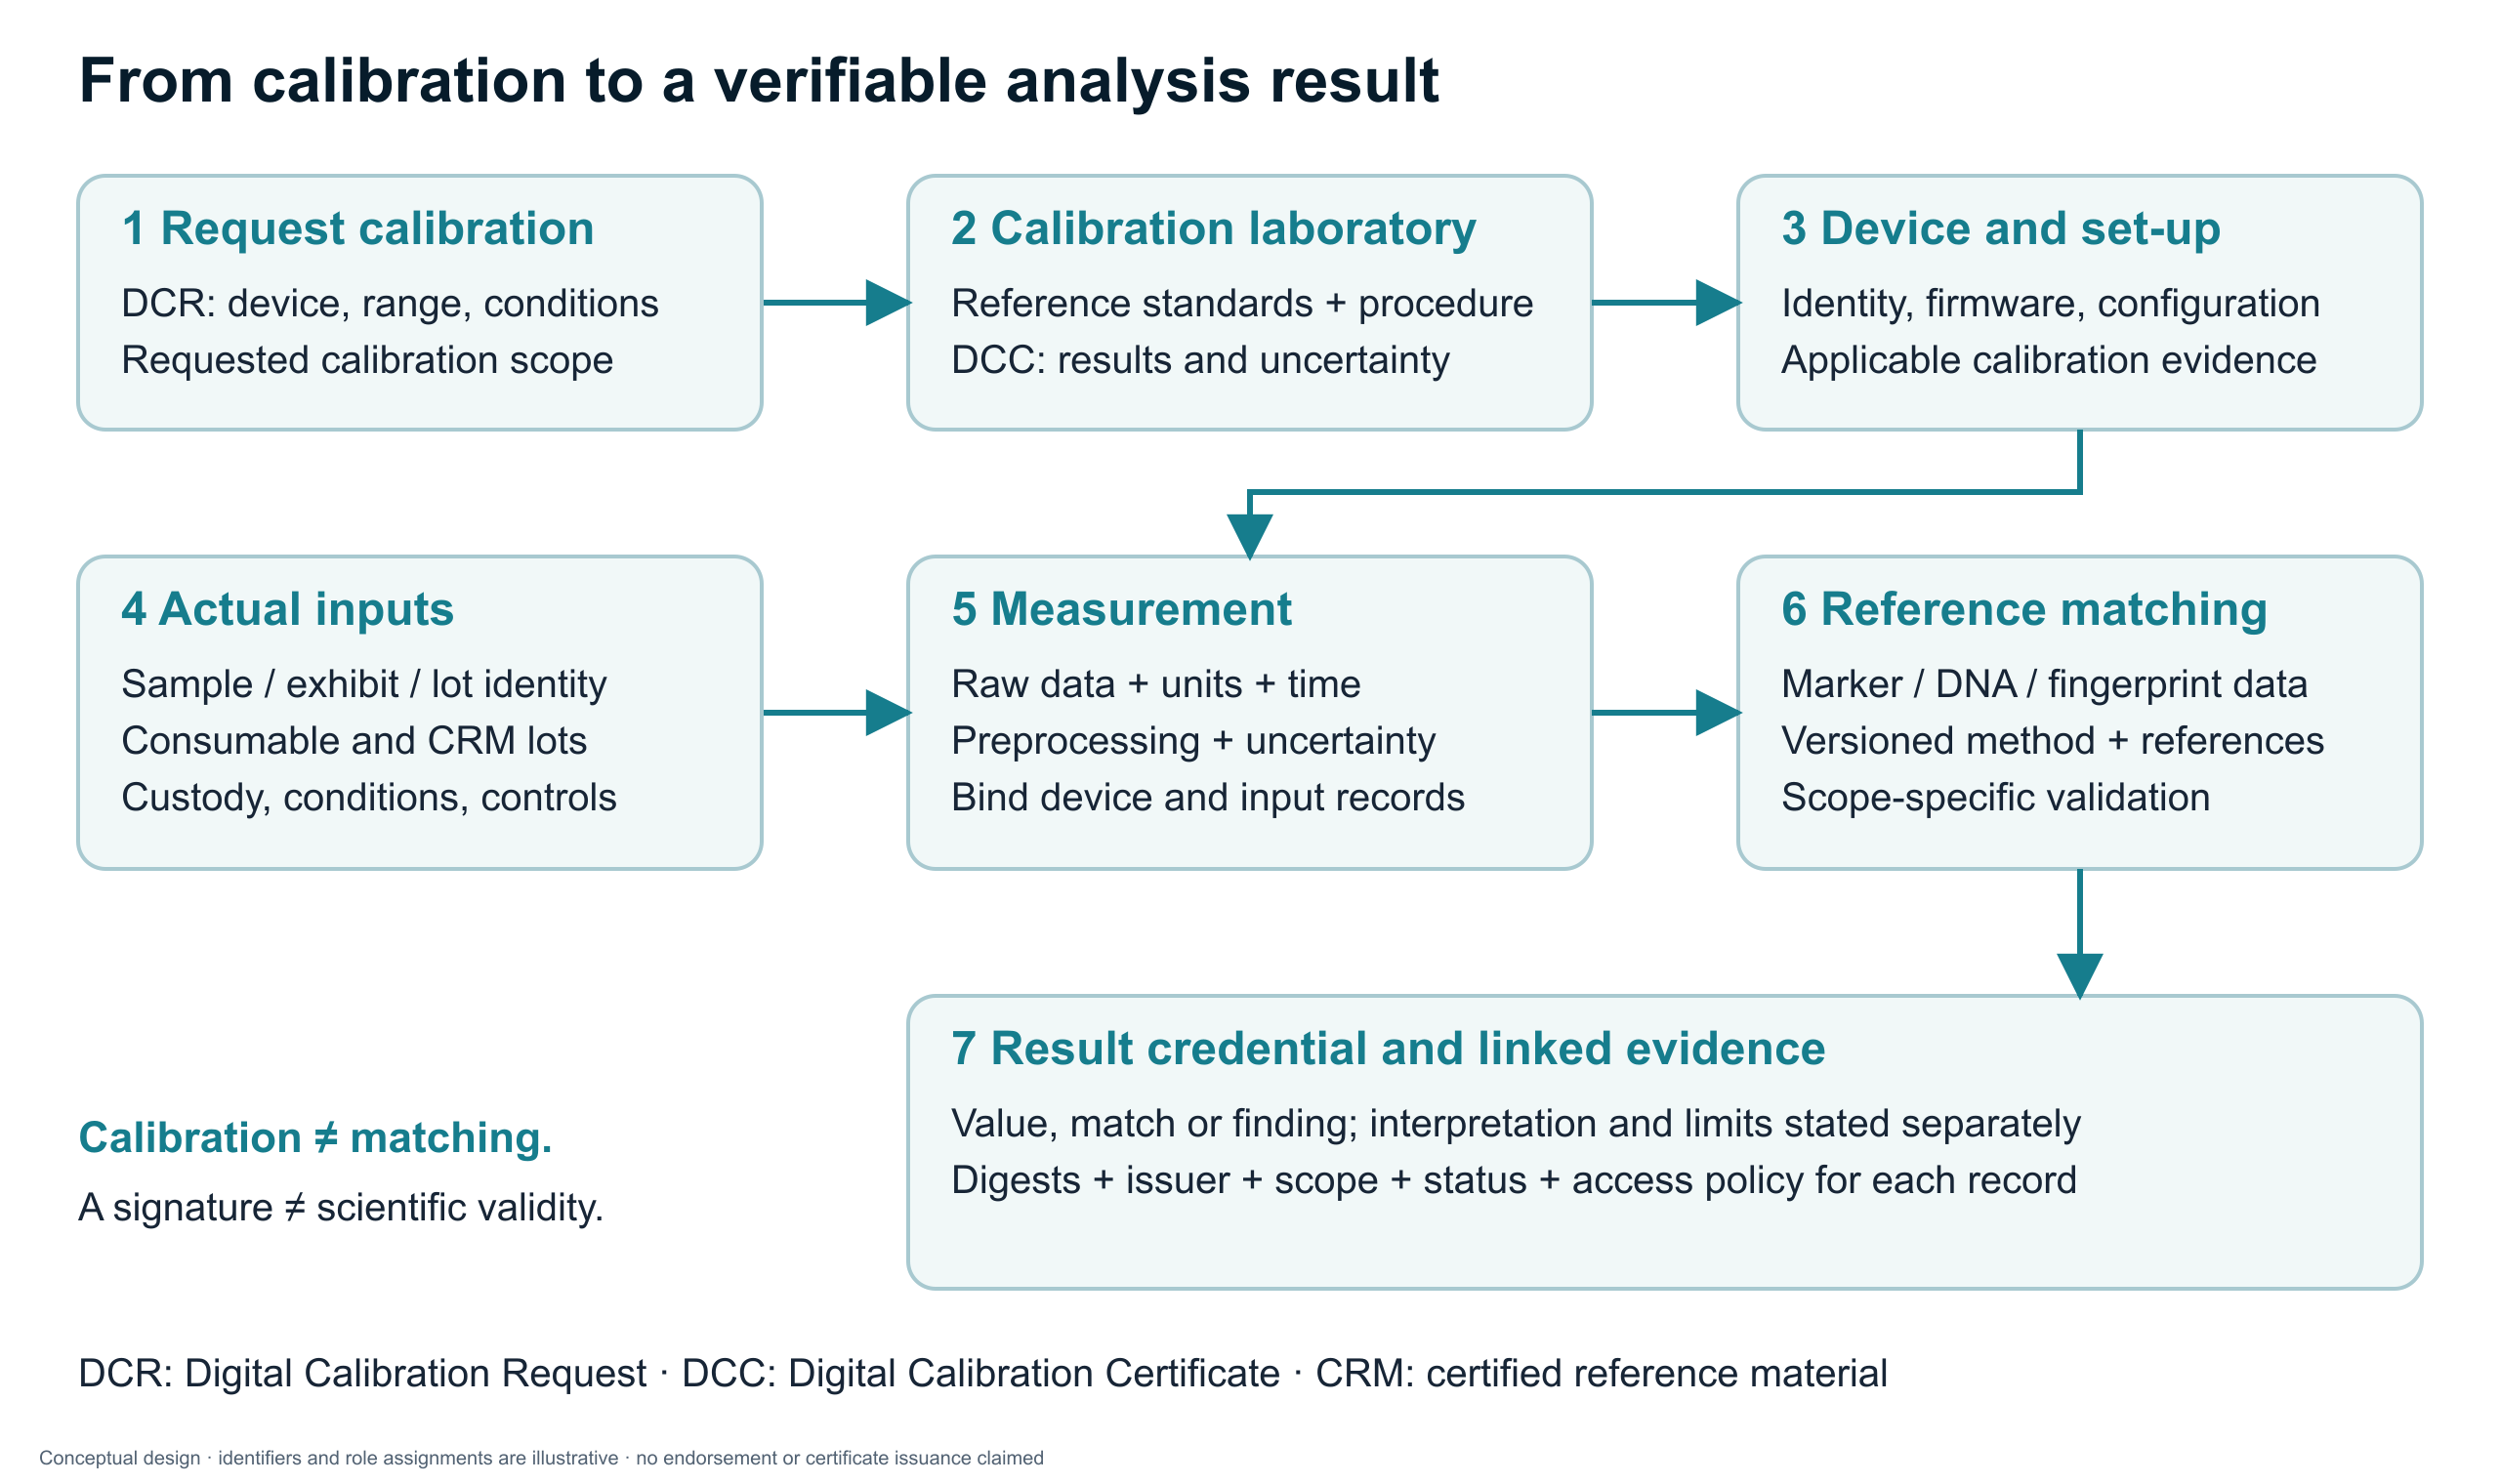 From calibration to a verifiable analysis result
1 Request calibration
DCR: device, range, conditions
Requested calibration scope
2 Calibration laboratory
Reference standards + procedure
DCC: results and uncertainty
3 Device and set-up
Identity, firmware, configuration
Applicable calibration evidence
4 Actual inputs
Sample / exhibit / lot identity
Consumable and CRM lots
Custody, conditions, controls
5 Measurement
Raw data + units + time
Preprocessing + uncertainty
Bind device and input records
6 Reference matching
Marker / DNA / fingerprint data
Versioned method + references
Scope-specific validation
7 Result credential and linked evidence
Value, match or finding; interpretation and limits stated separately
Digests + issuer + scope + status + access policy for each record
Calibration ≠ matching.
A signature ≠ scientific validity.
DCR: Digital Calibration Request · DCC: Digital Calibration Certificate · CRM: certified reference material
Conceptual design · identifiers and role assignments are illustrative · no endorsement or certificate issuance claimed